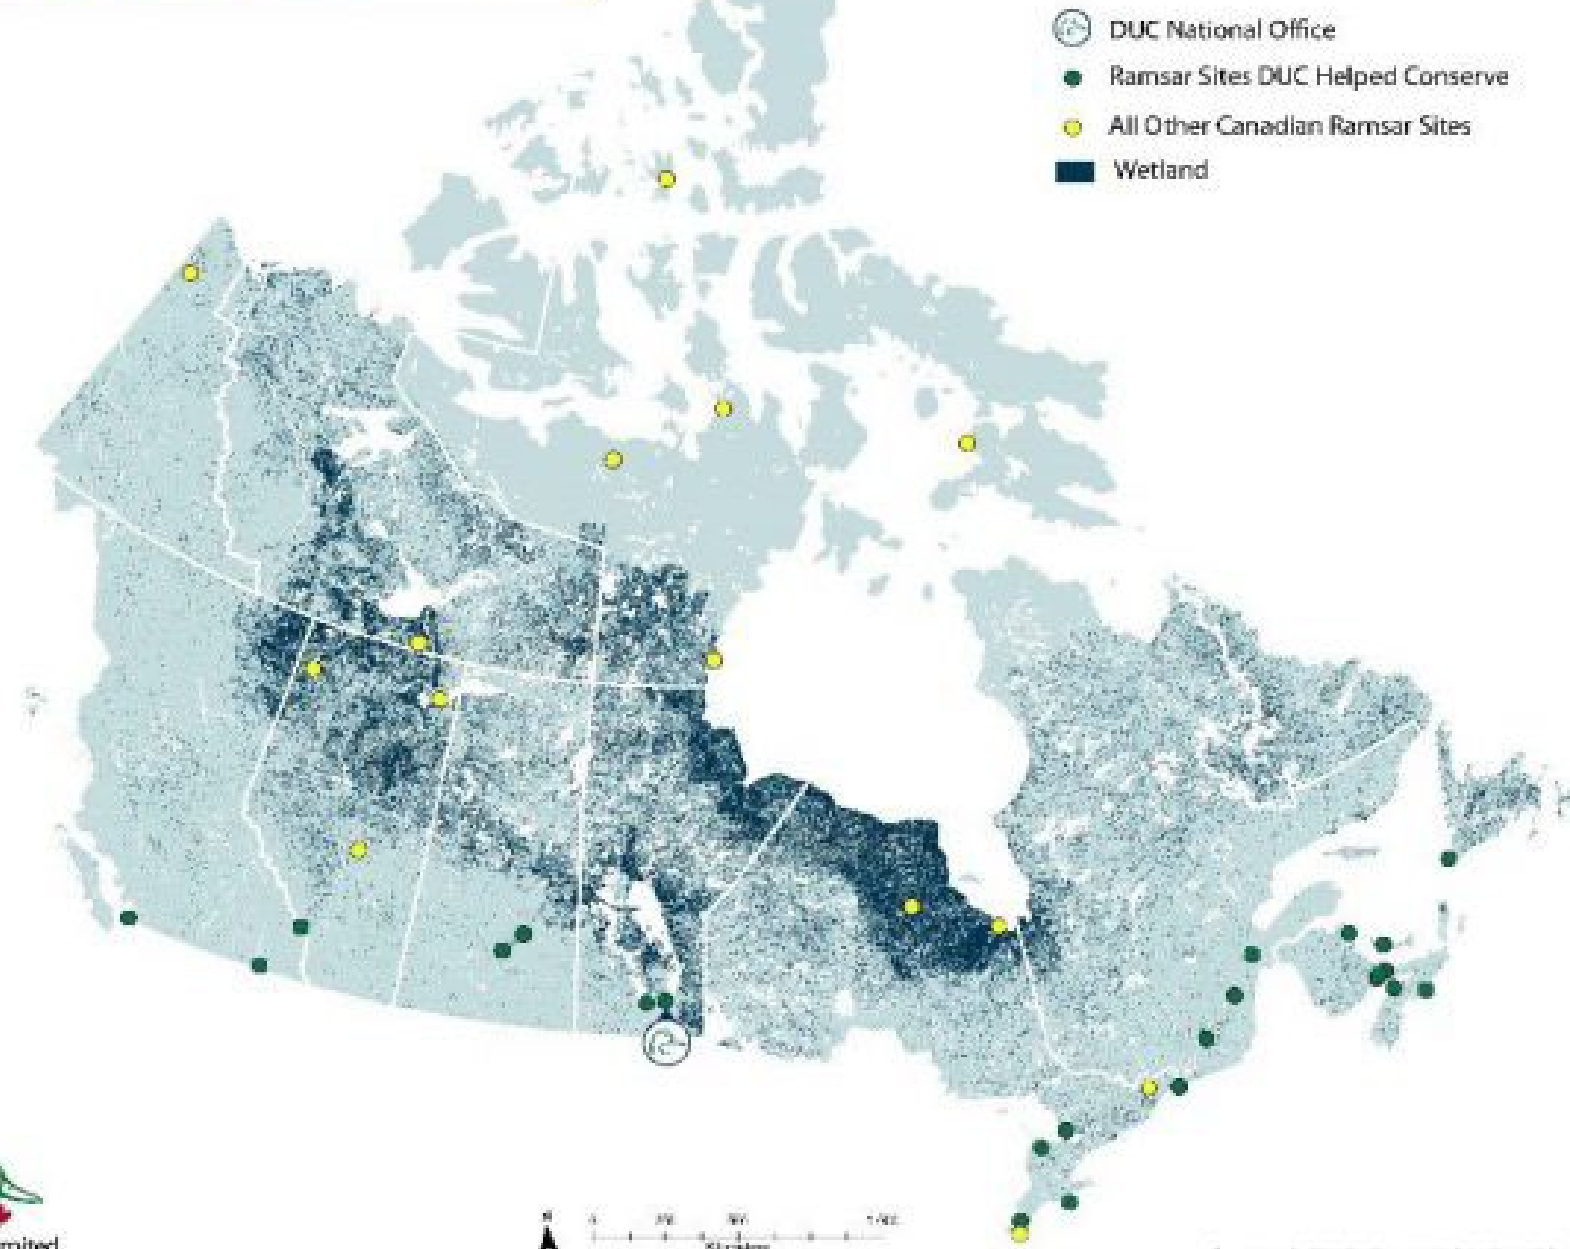 DUC National Office
Ramsar Sites DUC Helped Conserve
All Other Canadian Ramsar Sites
Wetland